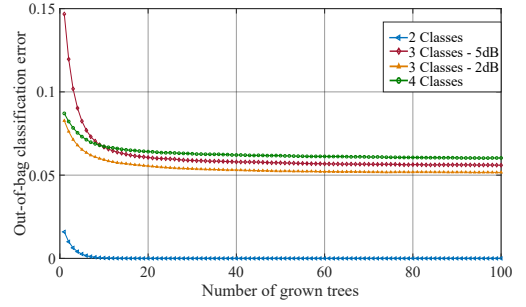 0.15
0.1
0.05
0
Out-of-bag classification error
2 Classes
3 Classes - 5dB
3 Classes - 2dB
4 Classes
0 20 40 60 80 100
Number of grown trees